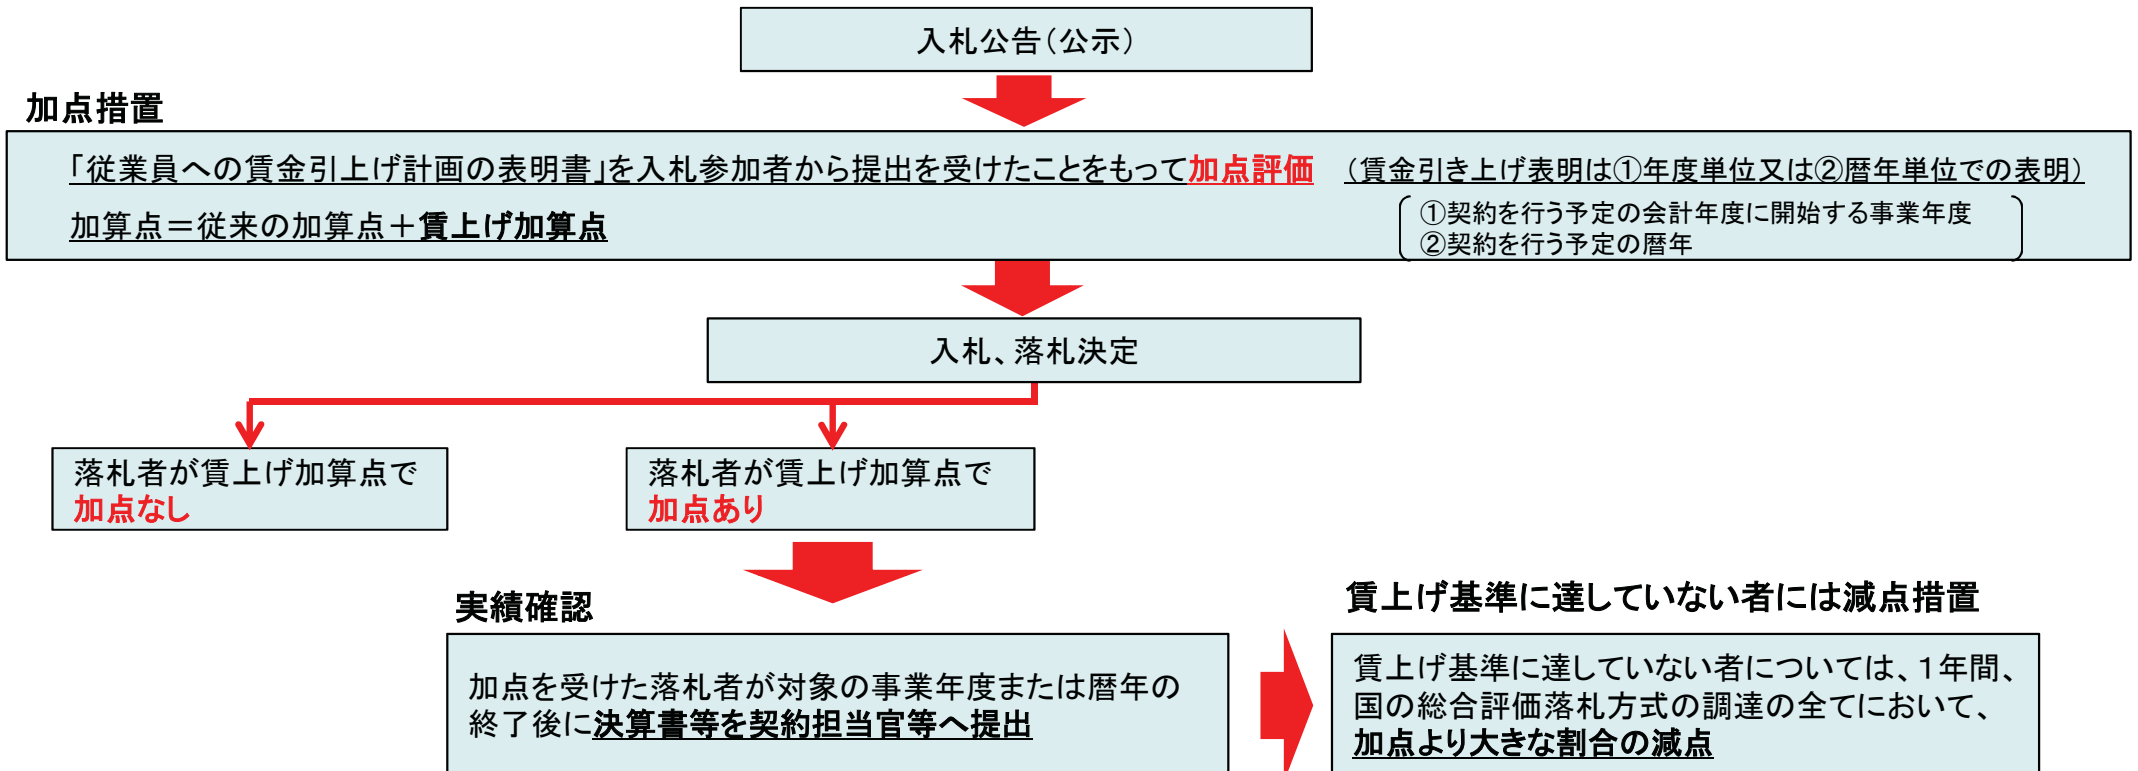 入札公告(公示)
加点措置
「従業員への賃金引上げ計画の表明書」を入札参加者から提出を受けたことをもって加点評価 (賃金引き上げ表明は①年度単位又は②暦年単位での表明)
加算点=従来の加算点+賃上げ加算点
①契約を行う予定の会計年度に開始する事業年度
②契約を行う予定の暦年
入札、落札決定
落札者が賃上げ加算点で
加点なし
落札者が賃上げ加算点で
加点あり
実績確認
加点を受けた落札者が対象の事業年度または暦年の
終了後に決算書等を契約担当官等へ提出
賃上げ基準に達していない者には減点措置
賃上げ基準に達していない者については、1年間、
国の総合評価落札方式の調達の全てにおいて、
加点より大きな割合の減点